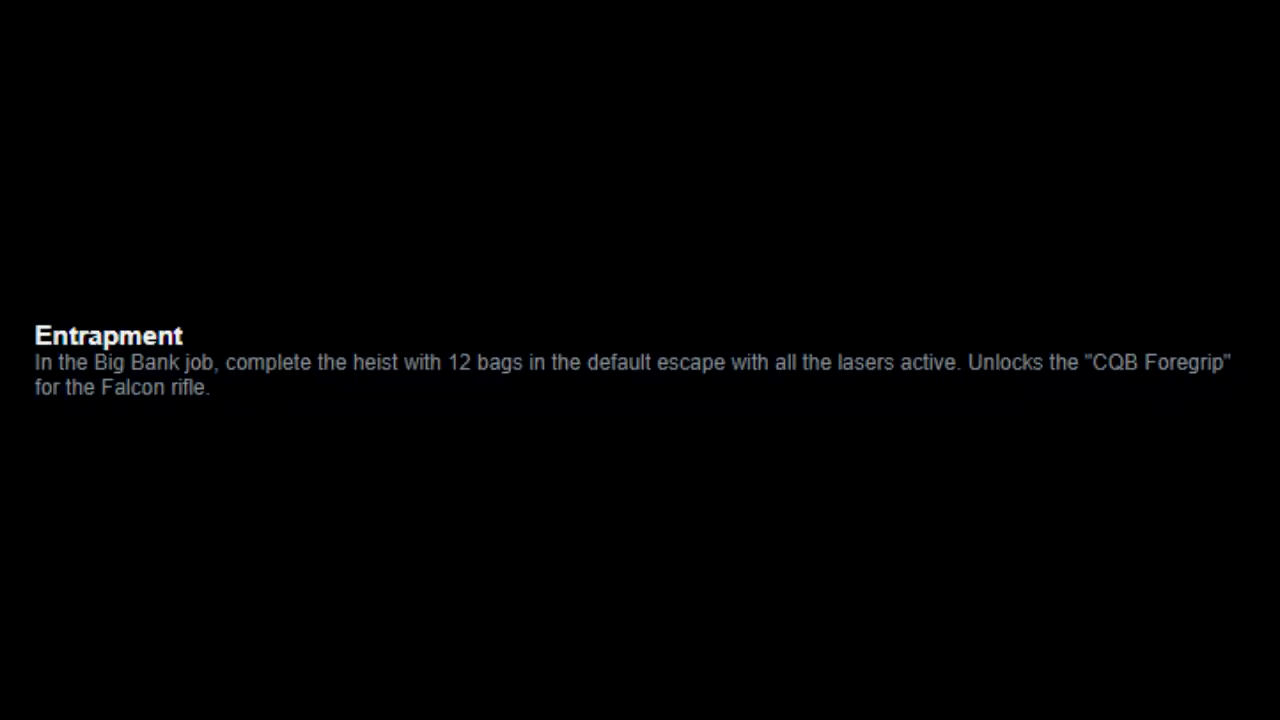 Entrapment
In the Big Bank job, complete the heist with 12 bags in the default escape with all the lasers active. Unlocks the "CQB Foregrip"
for the Falcon rifle.